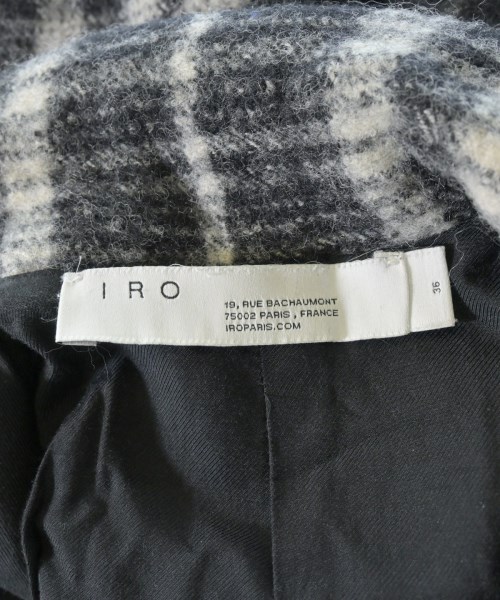 IRO
19, RUE BACHAUMONT
75002 PARIS, FRANCE
IROPARIS.COM
36